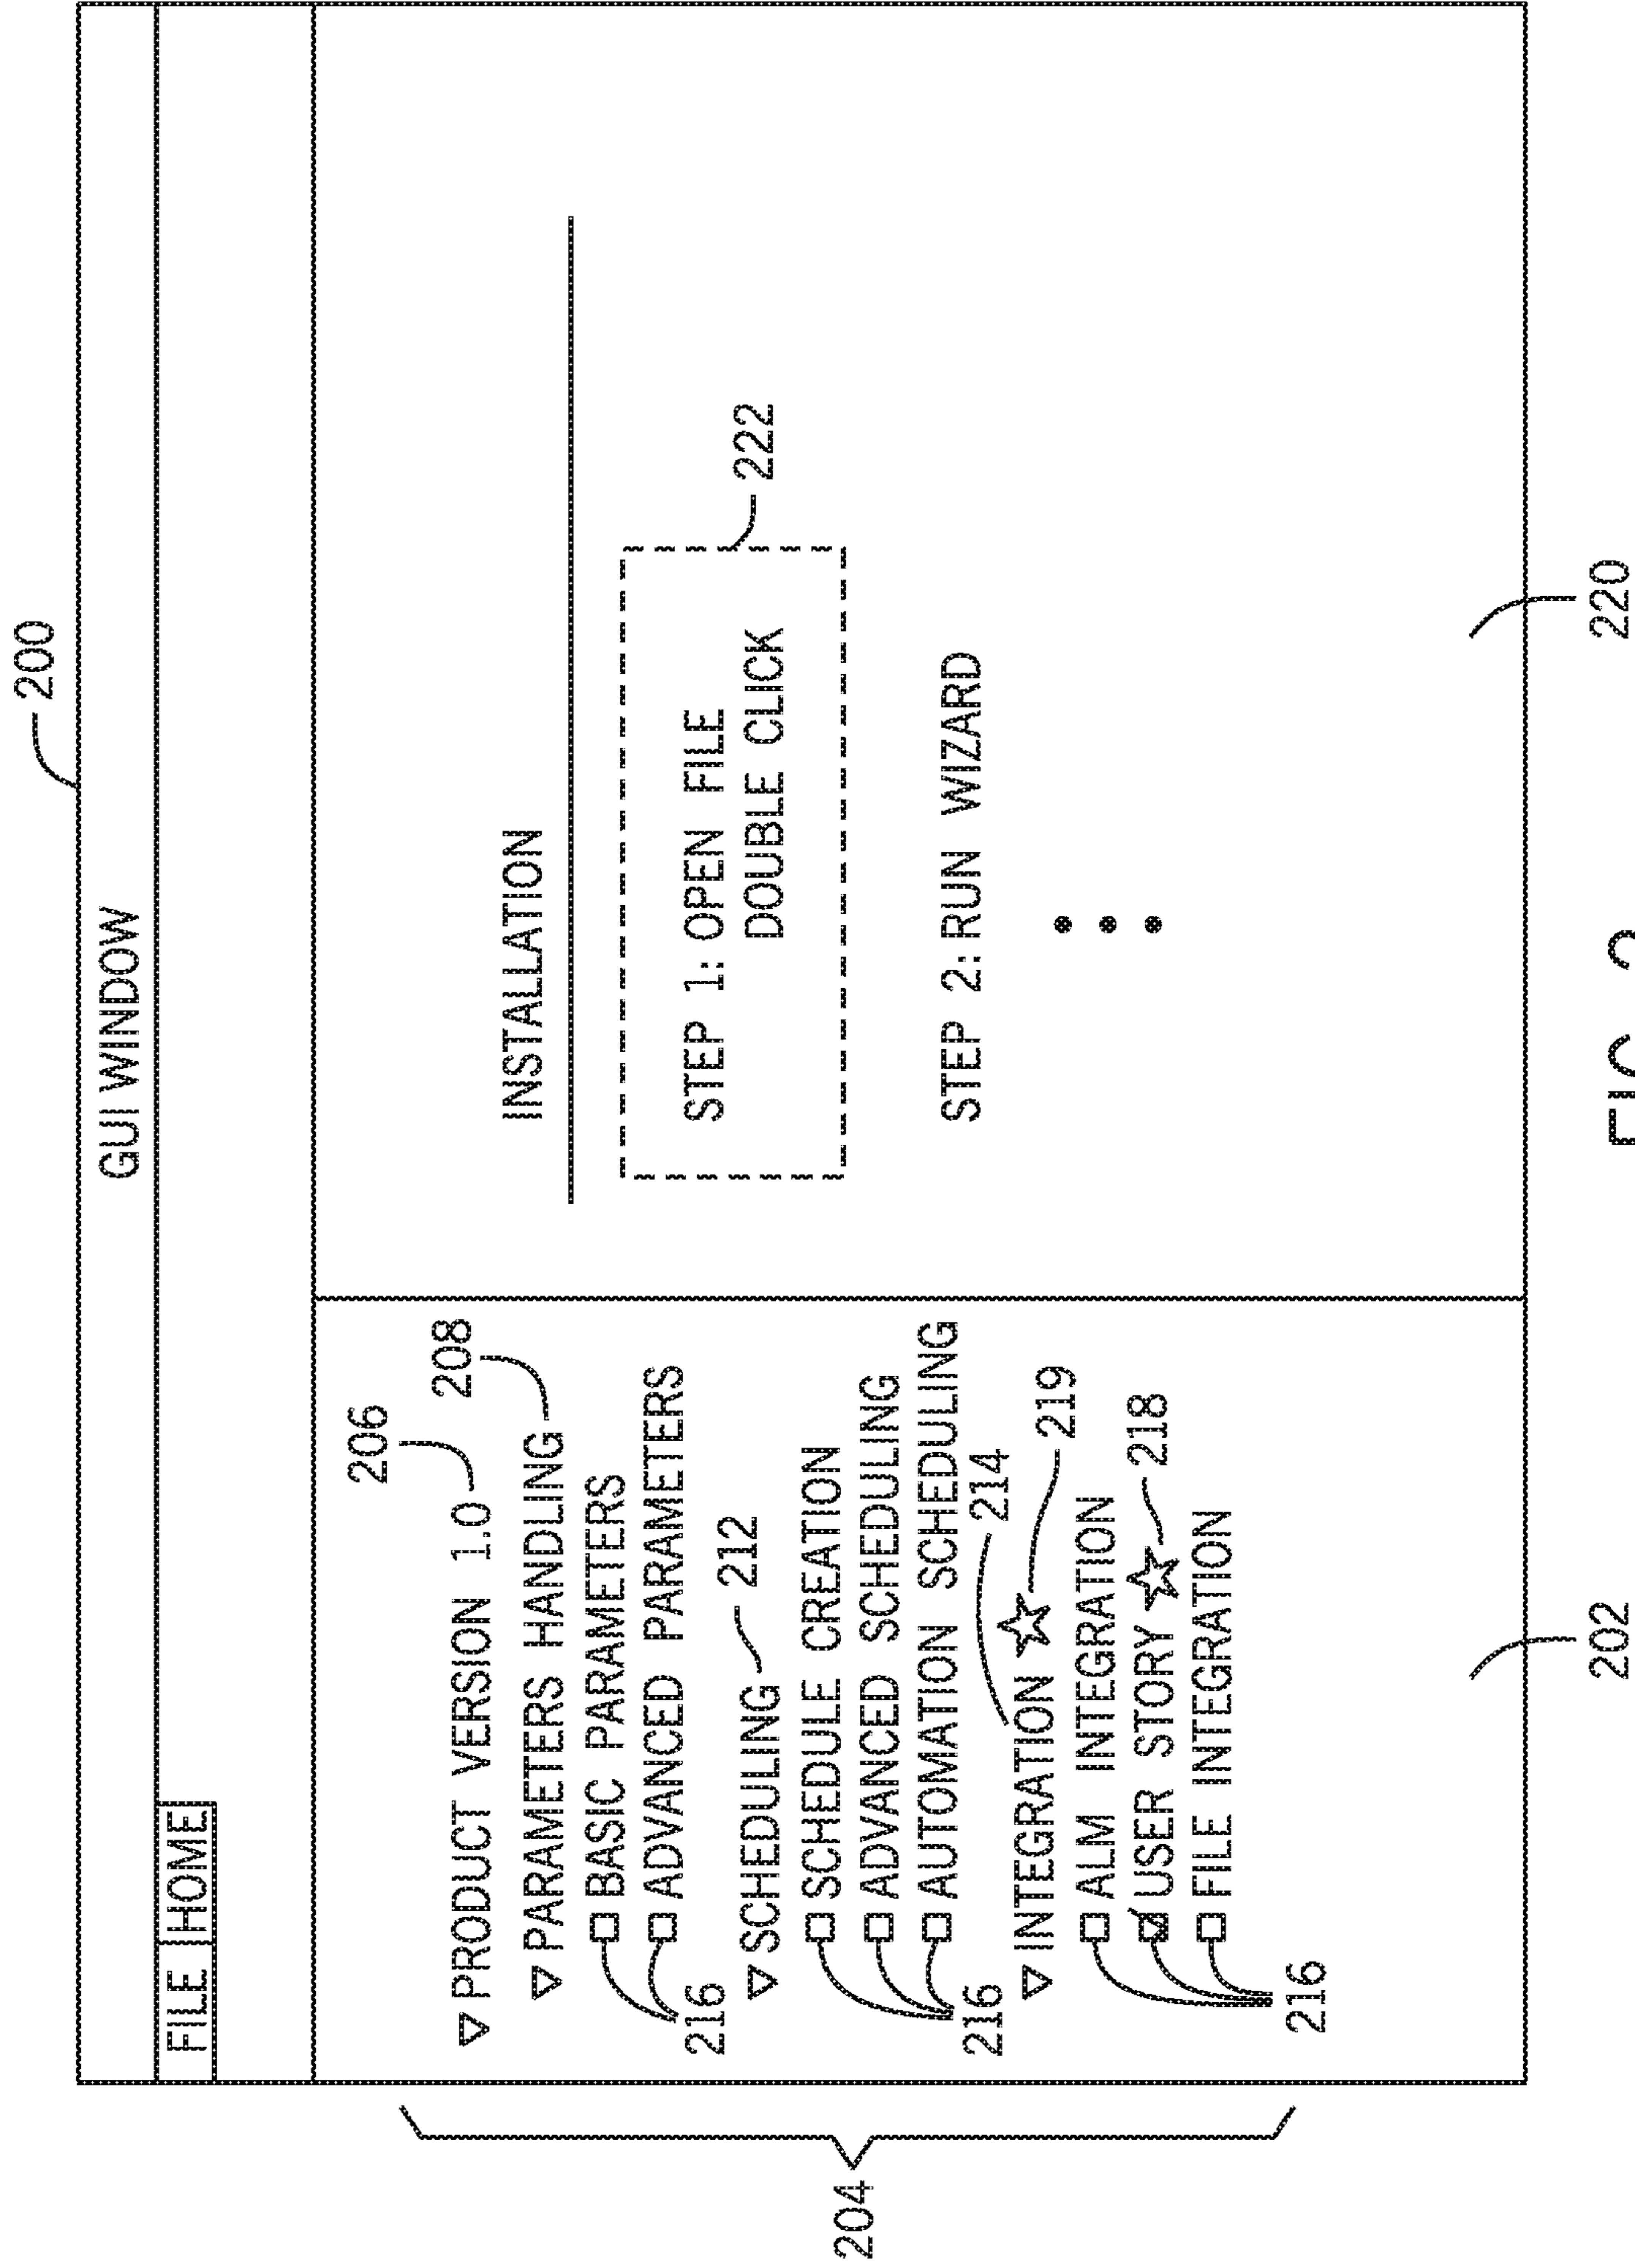 200
GUI WINDOW
FILE HOME
206
PRODUCT VERSION 1.0
208
PARAMETERS HANDLING
BASIC PARAMETERS
ADVANCED PARAMETERS
216
SCHEDULING
212
SCHEDULE CREATION
ADVANCED SCHEDULING
AUTOMATION SCHEDULING
216
214
INTEGRATION
219
ALM INTEGRATION
USER STORY
218
FILE INTEGRATION
216
204
202
INSTALLATION
STEP 1: OPEN FILE
DOUBLE CLICK
222
STEP 2: RUN WIZARD
220